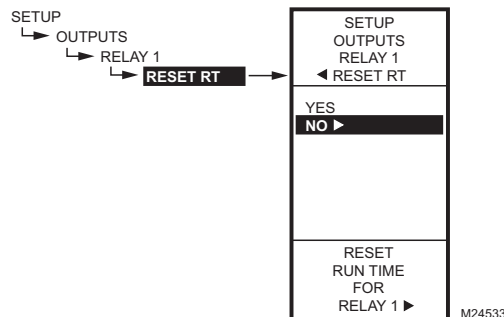 SETUP
OUTPUTS
RELAY 1
RESET RT
SETUP
OUTPUTS
RELAY 1
◄ RESET RT
YES
NO ►
RESET
RUN TIME
FOR
RELAY 1 ►
M24533